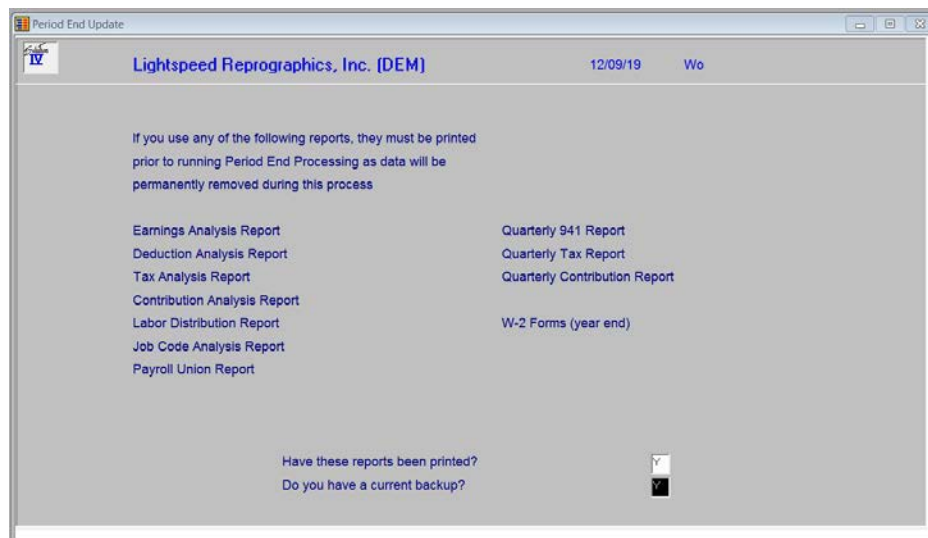 Period End Update
IV
Lightspeed Reprographics, Inc. (DEM) 12/09/19 Wo
If you use any of the following reports, they must be printed
prior to running Period End Processing as data will be
permanently removed during this process
Earnings Analysis Report Quarterly 941 Report
Deduction Analysis Report Quarterly Tax Report
Tax Analysis Report Quarterly Contribution Report
Contribution Analysis Report
Labor Distribution Report W-2 Forms (year end)
Job Code Analysis Report
Payroll Union Report
Have these reports been printed? Y
Do you have a current backup? Y